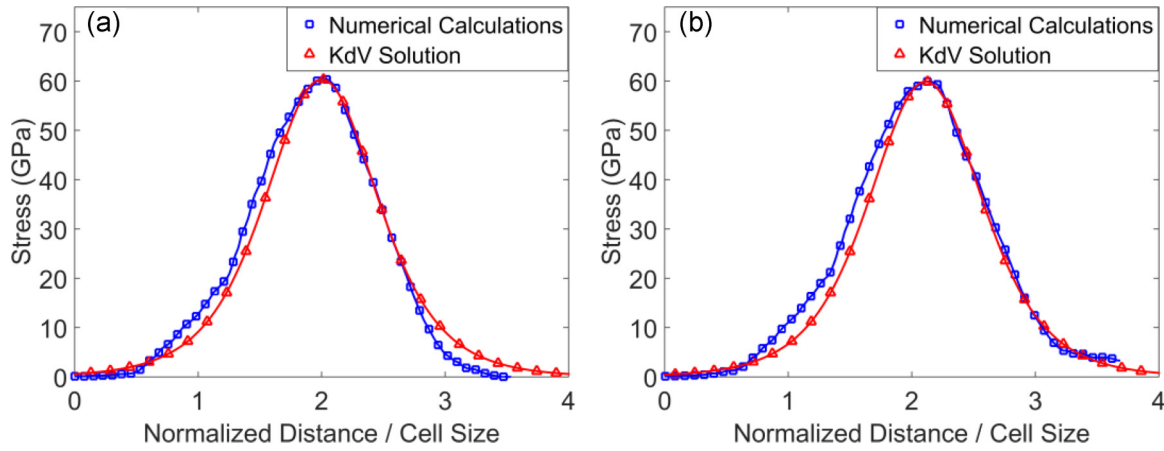 (a)
Numerical Calculations
KdV Solution
70
60
50
40
30
20
10
0
Stress (GPa)
0 1 2 3 4
Normalized Distance / Cell Size
(b)
Numerical Calculations
KdV Solution
70
60
50
40
30
20
10
0
Stress (GPa)
0 1 2 3 4
Normalized Distance / Cell Size